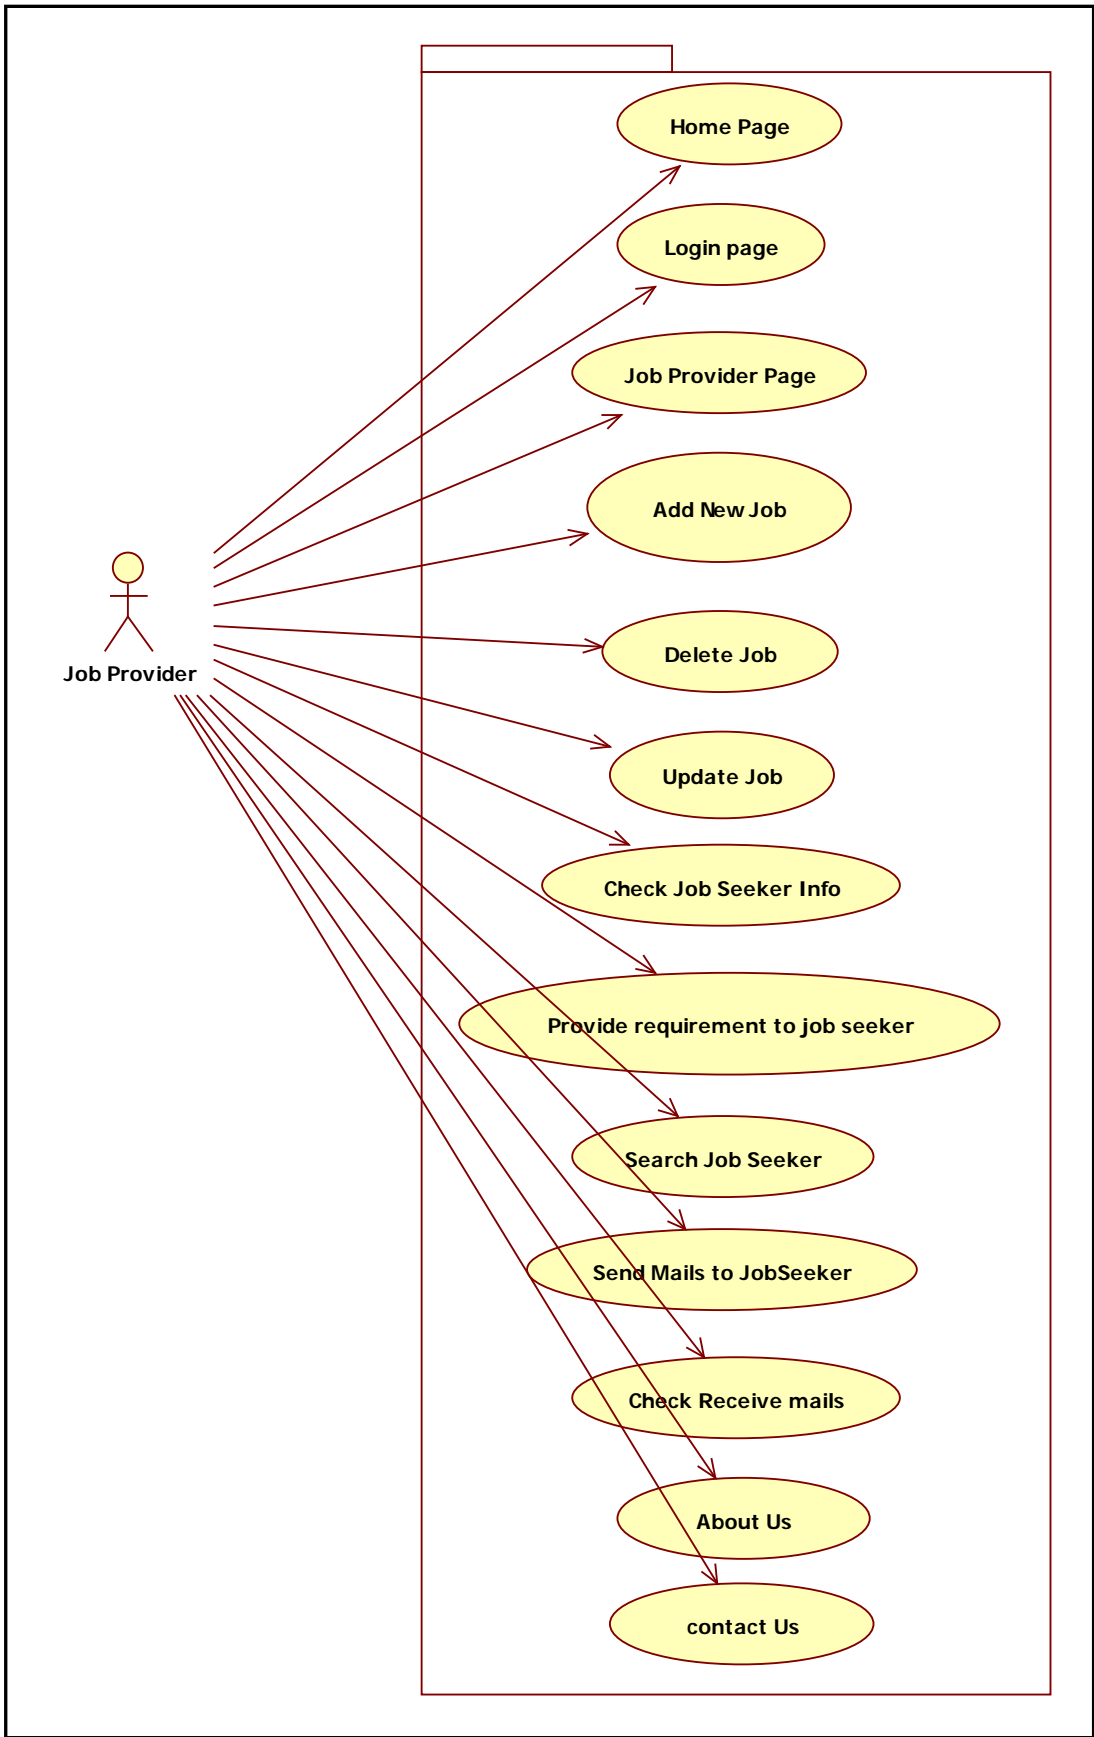 Home Page
Login page
Job Provider Page
Add New Job
Delete Job
Job Provider
Update Job
Check Job Seeker Info
Provide requirement to job seeker
Search Job Seeker
Send Mails to JobSeeker
Check Receive mails
About Us
contact Us